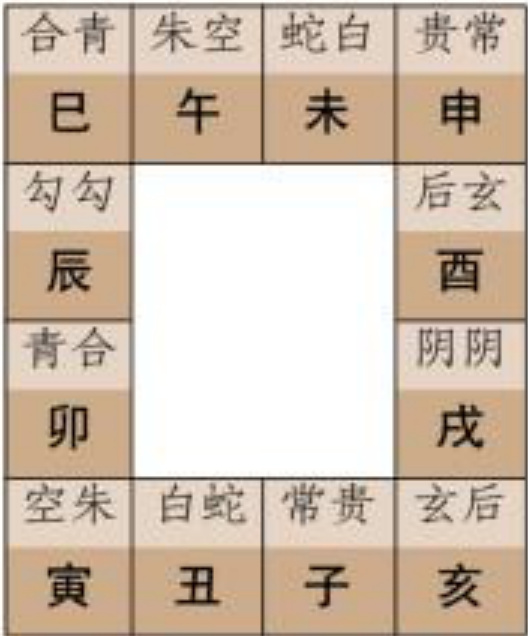 合青 朱空 蛇白 贵常
巳 午 未 申
勾勾 后玄
辰 酉
青合 阴阴
卯 戌
空朱 白蛇 常贵 玄后
寅 丑 子 亥